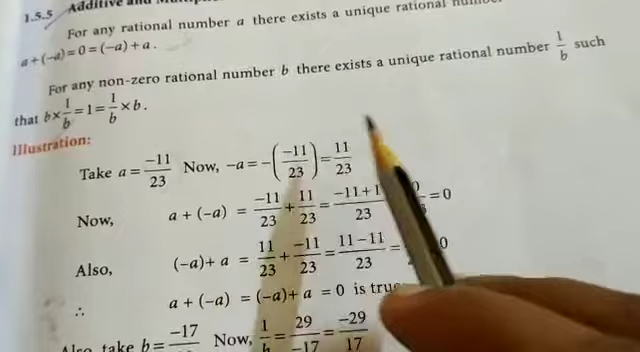 1.5.5 Additive and
For any rational number a there exists a unique rational
a+(−a)=0=(−a)+a.
For any non-zero rational number b there exists a unique rational number 1/b such
that b×1/b=1=1/b×b.
Illustration:
Take a=−11/23 Now, −a=−(−11/23)=11/23
Now, a+(−a) = −11/23+11/23=−11+1 /23 =0
Also, (−a)+a = 11/23+−11/23=11−11/23= 0
∴ a+(−a) =(−a)+a =0 is true
Also take b=−17 Now, 1/b=29/−17=−29/17